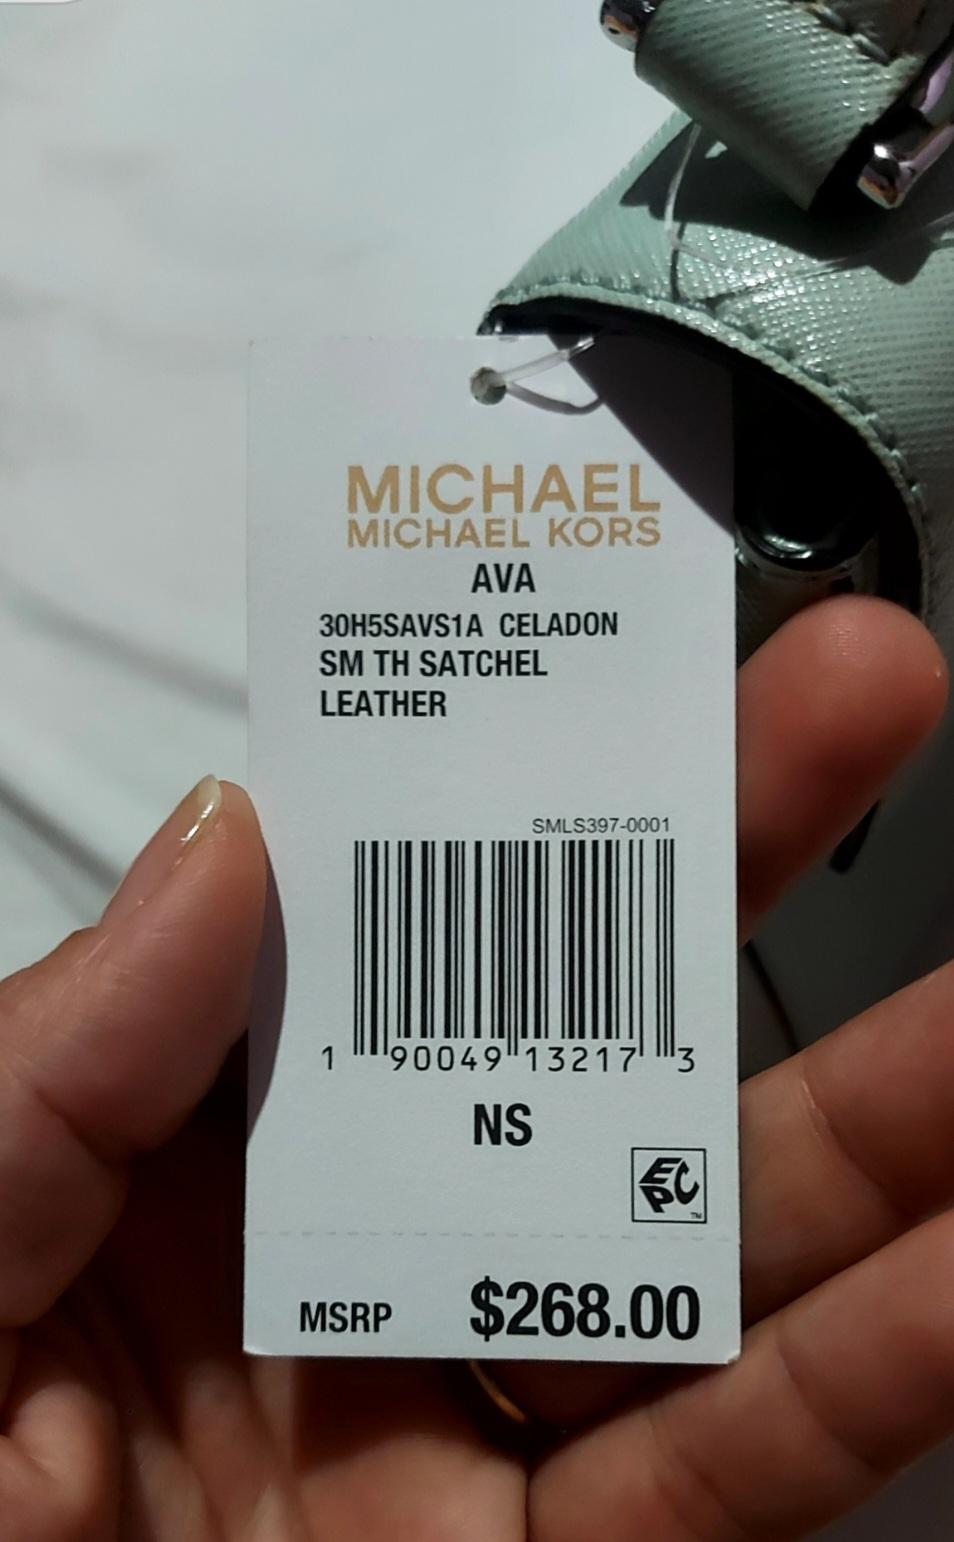 MICHAEL
MICHAEL KORS
AVA
30H5SAVS1A CELADON
SM TH SATCHEL
LEATHER
SMLS397-0001
1 90049 13217 3
NS
EPC
TM
MSRP $268.00